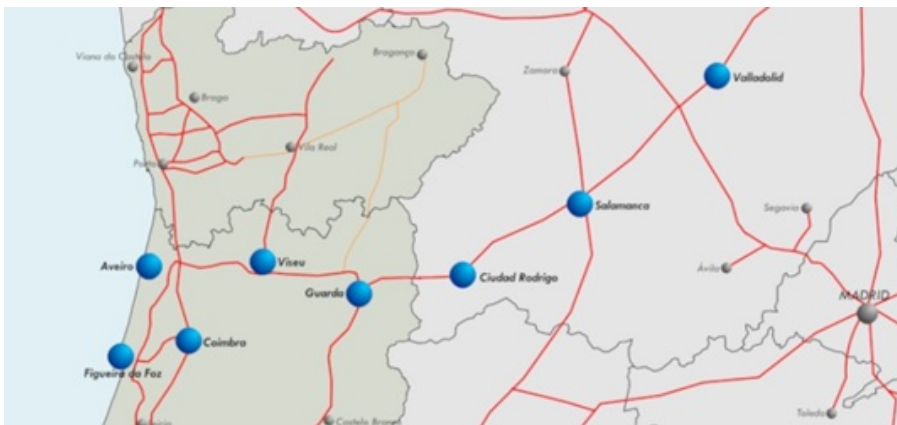 Viana do Castelo
Bragança
Zamora
Valladolid
Braga
Vila Real
Porto
Salamanca
Segovia
Aveiro
Viseu
Ciudad Rodrigo
Ávila
Guarda
MADRID
Coimbra
Figueira da Foz
Castelo Branco
Toledo